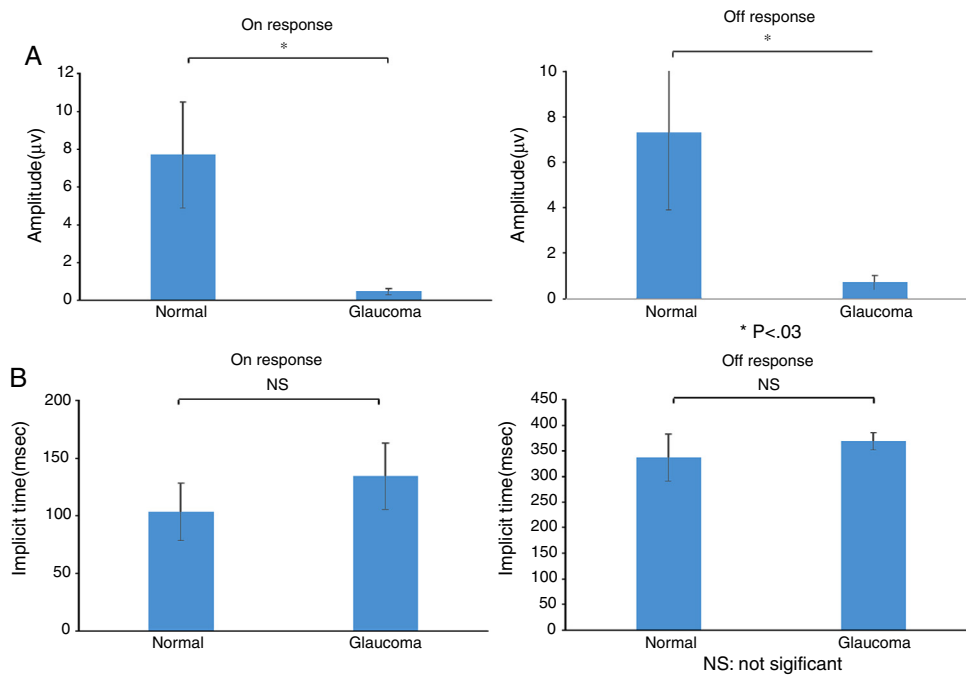 A
On response
*
Amplitude(µv)
12
10
8
6
4
2
0
Normal
Glaucoma
Off response
*
Amplitude(µv)
10
8
6
4
2
0
Normal
Glaucoma
* P<.03
B
On response
NS
Implicit time(msec)
200
150
100
50
0
Normal
Glaucoma
Off response
NS
Implicit time(msec)
450
400
350
300
250
200
150
100
50
0
Normal
Glaucoma
NS: not sigificant